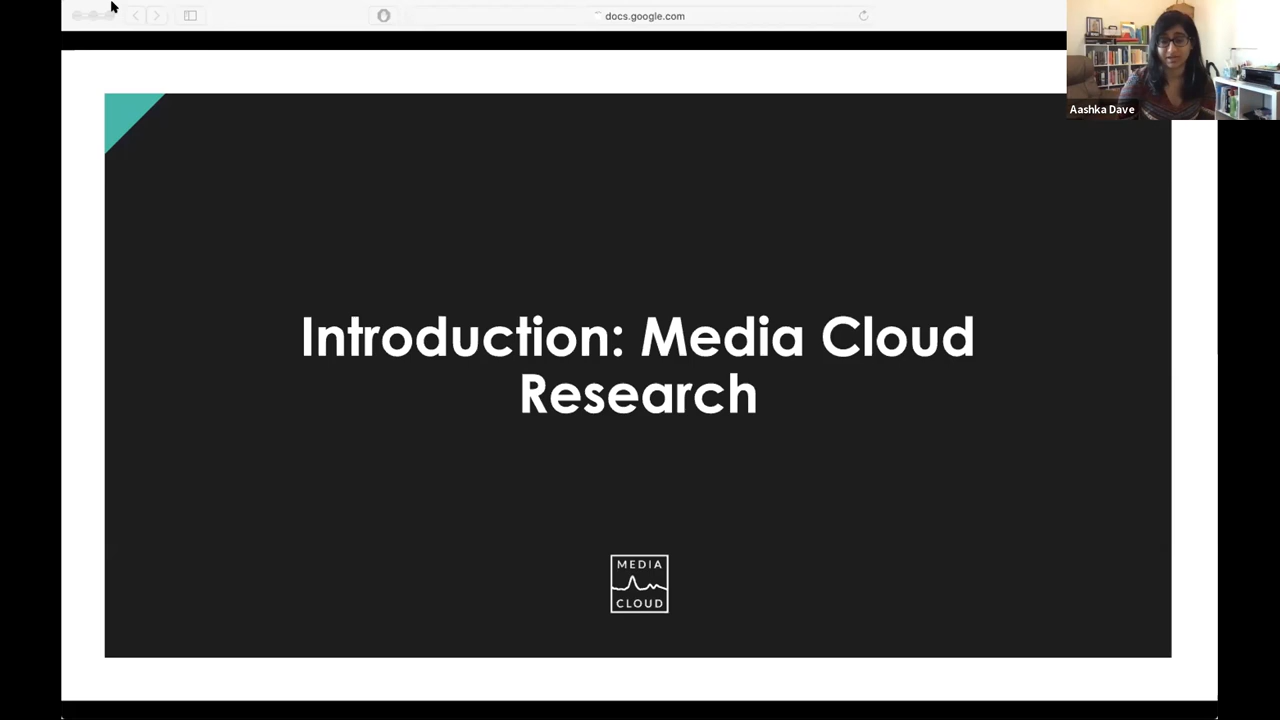 docs.google.com
Aashka Dave
Introduction: Media Cloud
Research
MEDIA
CLOUD